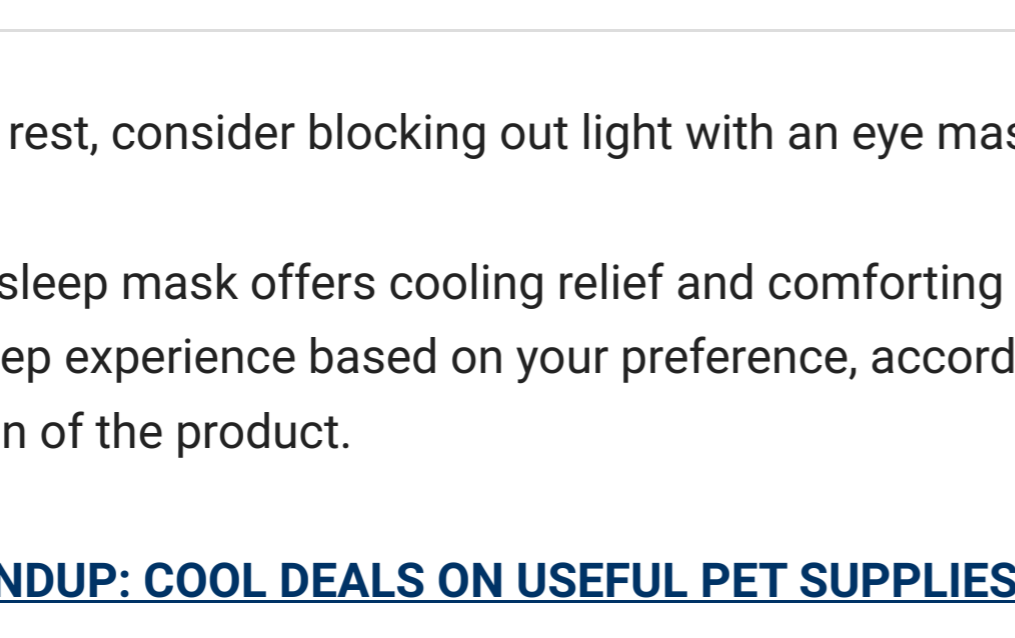 rest, consider blocking out light with an eye mas
sleep mask offers cooling relief and comforting
ep experience based on your preference, accord
n of the product.
NDUP: COOL DEALS ON USEFUL PET SUPPLIES